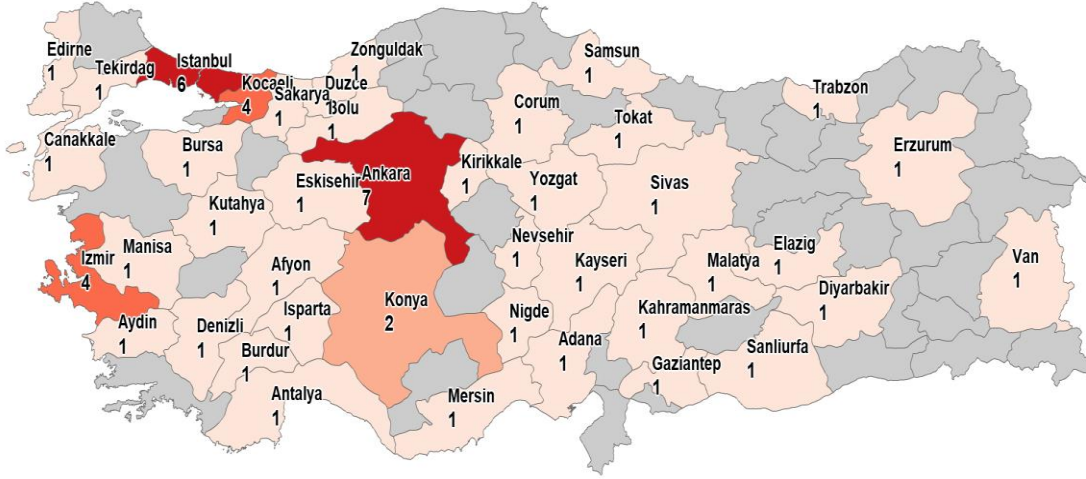 Edirne
1
Tekirdag
1
Istanbul
6
Kocaeli
4
Sakarya
1
Duzce
1
Bolu
1
Zonguldak
1
Samsun
1
Corum
1
Tokat
1
Trabzon
1
Erzurum
1
Canakkale
1
Bursa
1
Kutahya
1
Eskisehir
1
Ankara
7
Kirikkale
1
Yozgat
1
Sivas
1
Izmir
4
Manisa
1
Afyon
1
Konya
2
Nevsehir
1
Kayseri
1
Malatya
1
Elazig
1
Diyarbakir
1
Van
1
Aydin
1
Denizli
1
Isparta
1
Burdur
1
Antalya
1
Nigde
1
Adana
1
Mersin
1
Kahramanmaras
1
Gaziantep
1
Sanliurfa
1